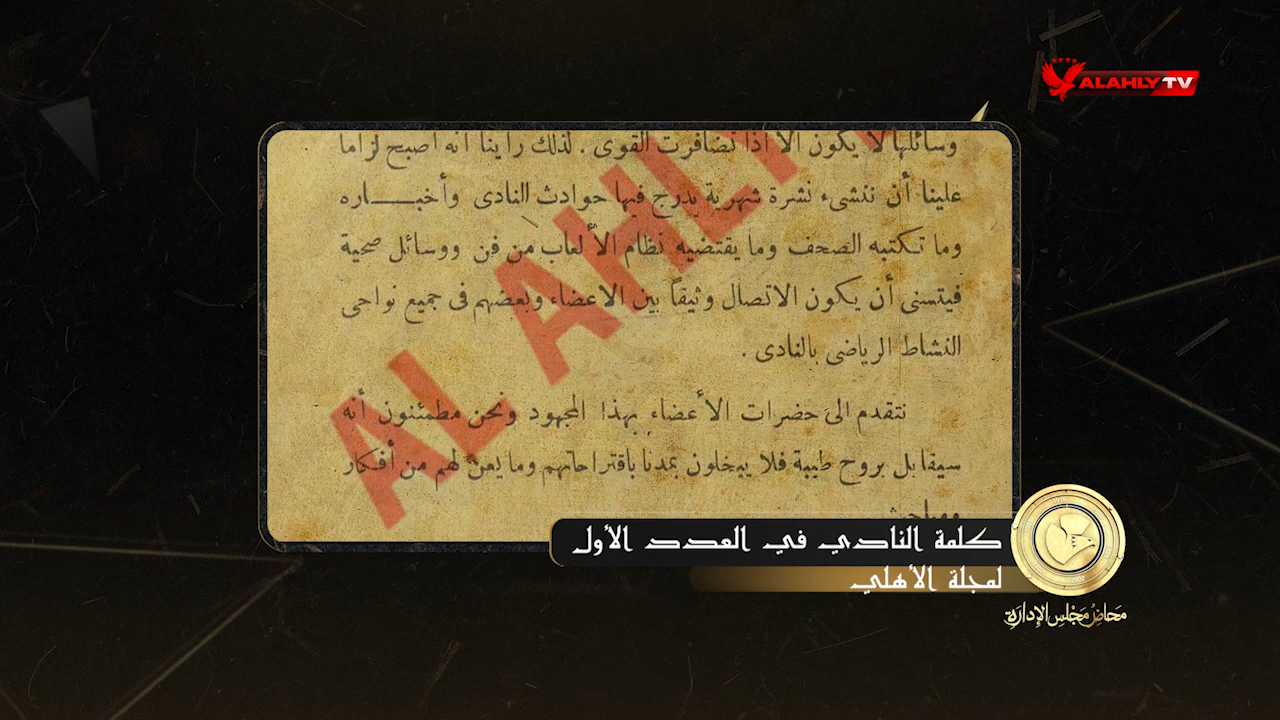 ALAHLYTV
وسائلها لا يكون الا اذا تضافرت القوى . لذلك رأينا أنه أصبح لزاما
علينا أن ننشىء نشرة شهرية يدرج فيها حوادث النادى وأخبـــاره
وما تكتبه الصحف وما يقتضيه نظام الألعاب من فن ووسائل صحية
فيتسنى أن يكون الاتصال وثيقاً بين الاعضاء وبعضهم فى جميع نواحى
النشاط الرياضى بالنادى .
نتقدم الى حضرات الأعضاء بهذا المجهود ونحن مطمئنون أنه
سيقابل بروح طيبة فلا يبخلون بمدنا باقتراحاتهم وما يعن لهم من أفكار
AL AHLY
كلمة النادي في العدد الأول
لمجلة الأهلي
محاضر مجلس الإدارة